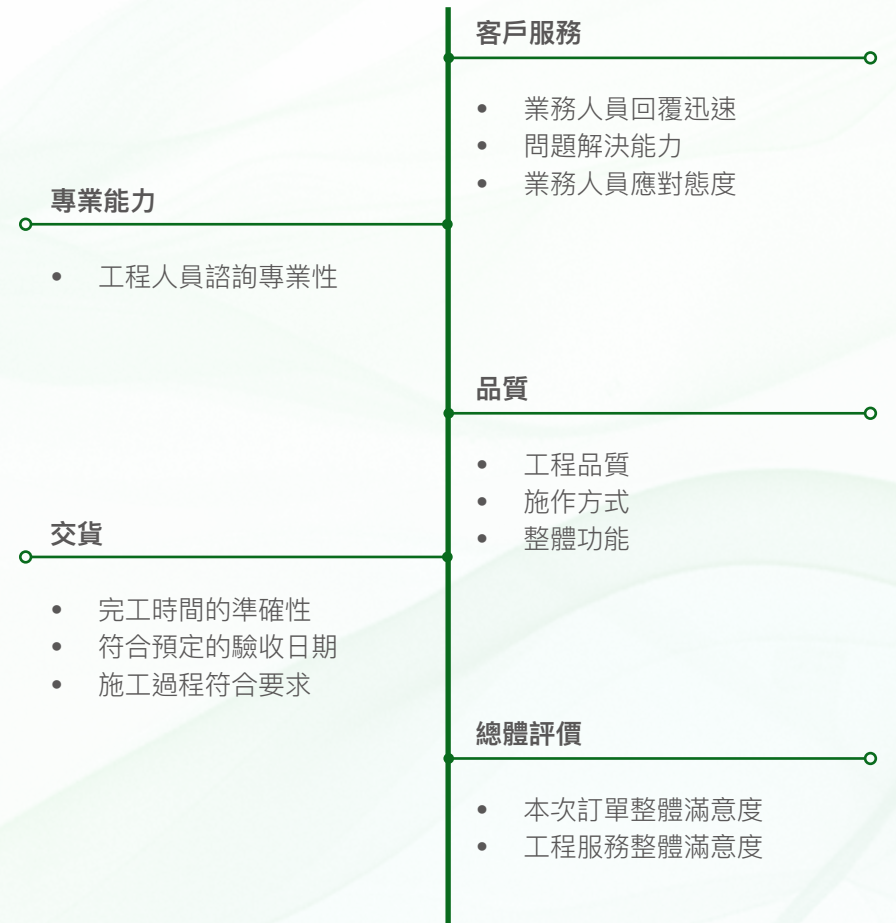 客戶服務
• 業務人員回覆迅速
• 問題解決能力
• 業務人員應對態度
專業能力
• 工程人員諮詢專業性
品質
• 工程品質
• 施作方式
• 整體功能
交貨
• 完工時間的準確性
• 符合預定的驗收日期
• 施工過程符合要求
總體評價
• 本次訂單整體滿意度
• 工程服務整體滿意度